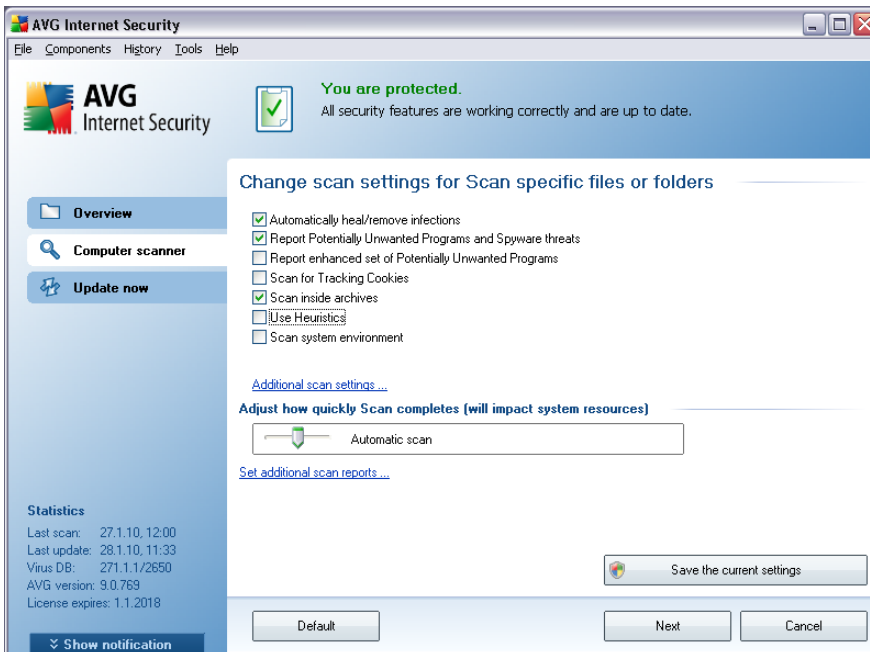 AVG Internet Security
File Components History Tools Help
AVG
Internet Security
You are protected.
All security features are working correctly and are up to date.
Overview
Computer scanner
Update now
Change scan settings for Scan specific files or folders
Automatically heal/remove infections
Report Potentially Unwanted Programs and Spyware threats
Report enhanced set of Potentially Unwanted Programs
Scan for Tracking Cookies
Scan inside archives
Use Heuristics
Scan system environment
Additional scan settings ...
Adjust how quickly Scan completes (will impact system resources)
Automatic scan
Set additional scan reports ...
Statistics
Last scan: 27.1.10, 12:00
Last update: 28.1.10, 11:33
Virus DB: 271.1.1/2650
AVG version: 9.0.769
License expires: 1.1.2018
Show notification
Save the current settings
Default Next Cancel